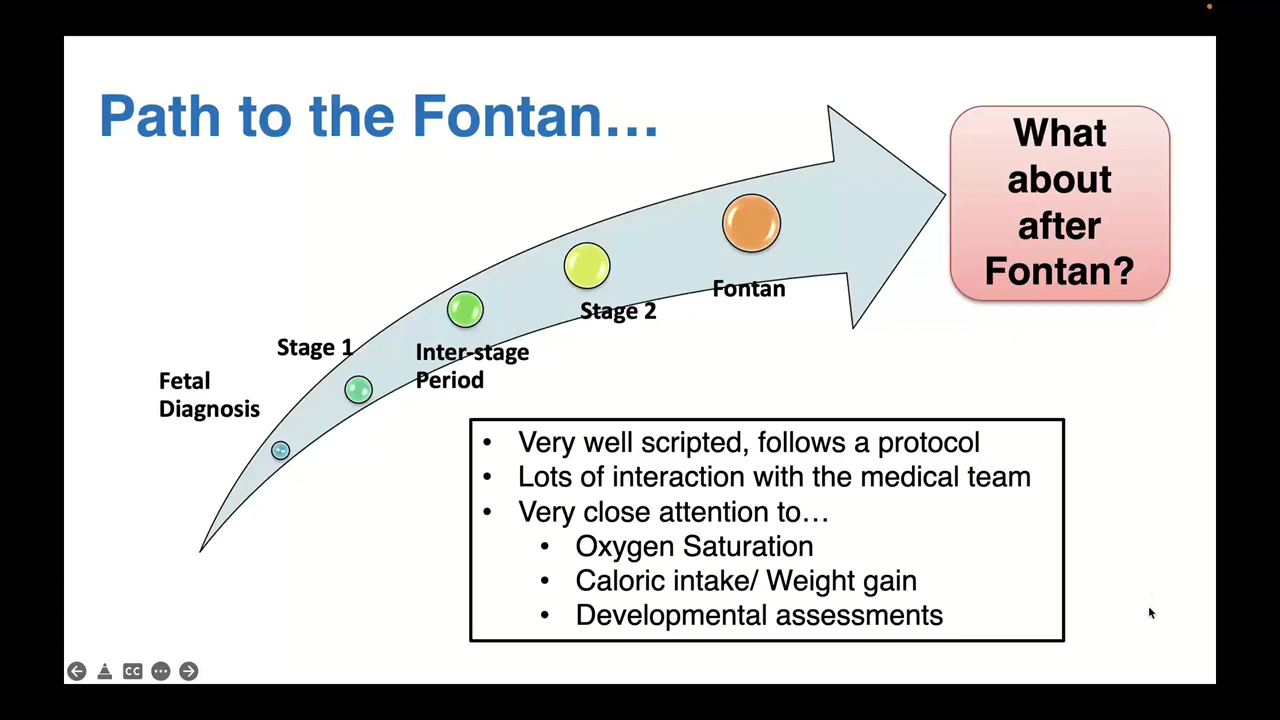 Path to the Fontan...
What
about
after
Fontan?
Fontan
Stage 2
Stage 1
Inter-stage
Period
Fetal
Diagnosis
• Very well scripted, follows a protocol
• Lots of interaction with the medical team
• Very close attention to...
• Oxygen Saturation
• Caloric intake/ Weight gain
• Developmental assessments
CC